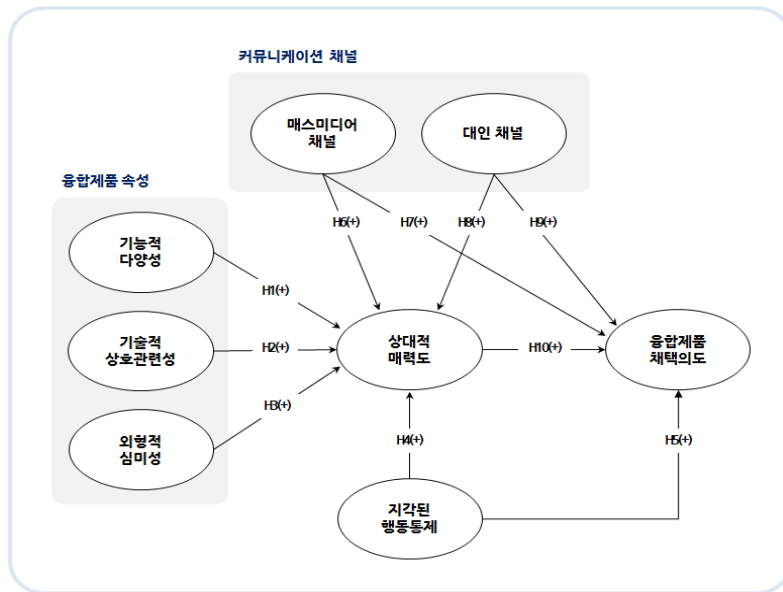 커뮤니케이션 채널
매스미디어
채널
대인 채널
융합제품 속성
H6(+)
H7(+)
H8(+)
H9(+)
기능적
다양성
H1(+)
기술적
상호관련성
H2(+)
상대적
매력도
H10(+)
융합제품
채택의도
H3(+)
외형적
심미성
H4(+)
H5(+)
지각된
행동통제